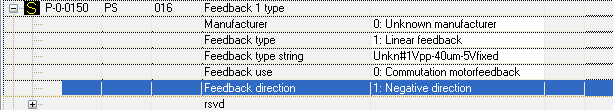 S P-0-0150 PS 016 Feedback 1 type
Manufacturer 0: Unknown manufacturer
Feedback type 1: Linear feedback
Feedback type string Unkn#1Vpp-40um-5Vfixed
Feedback use 0: Commutation motorfeedback
Feedback direction 1: Negative direction
rsvd